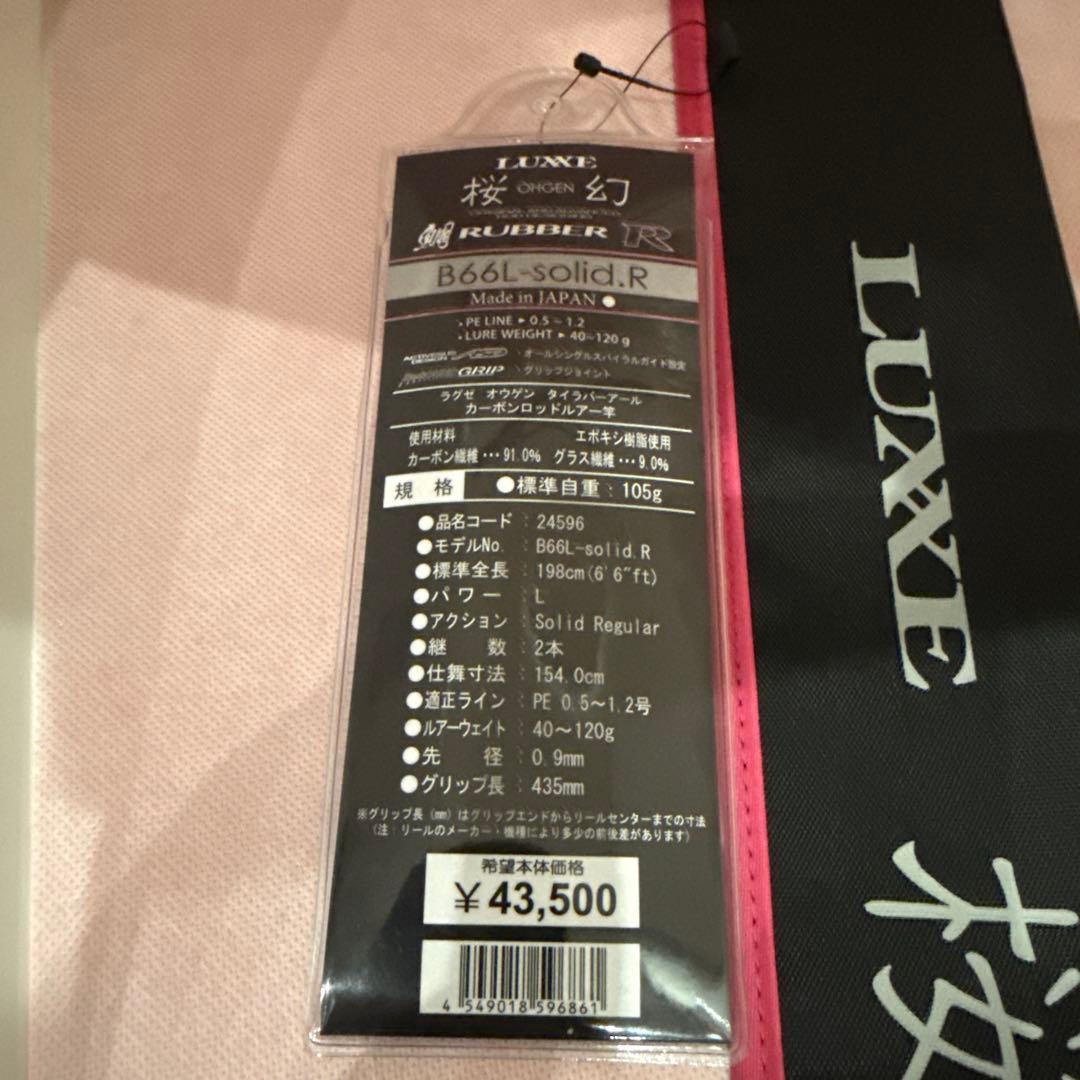 LUXXE
桜 OHGEN 幻
鯛 RUBBER R
B66L-solid.R
Made in JAPAN ●
▸PE LINE ▸ 0.5～1.2
▸LURE WEIGHT ▸ 40～120g
オールシングルスパイラルガイド設定
GRIP ▸グリップジョイント
ラグゼ オウゲン タイラバーアール
カーボンロッドルアー竿
使用材料 エポキシ樹脂使用
カーボン繊維･･･91.0% グラス繊維･･･9.0%
規格 ●標準自重：105g
●品名コード：24596
●モデルNo.：B66L-solid.R
●標準全長：198cm(6'6"ft)
●パワー：L
●アクション：Solid Regular
●継数：2本
●仕舞寸法：154.0cm
●適正ライン：PE 0.5～1.2号
●ルアーウェイト：40～120g
●先径：0.9mm
●グリップ長：435mm
※グリップ長（mm）はグリップエンドからリールセンターまでの寸法
（注：リールのメーカー・機種により多少の前後差があります）
希望本体価格
￥43,500
4 549018 596861
LUXXE
桜